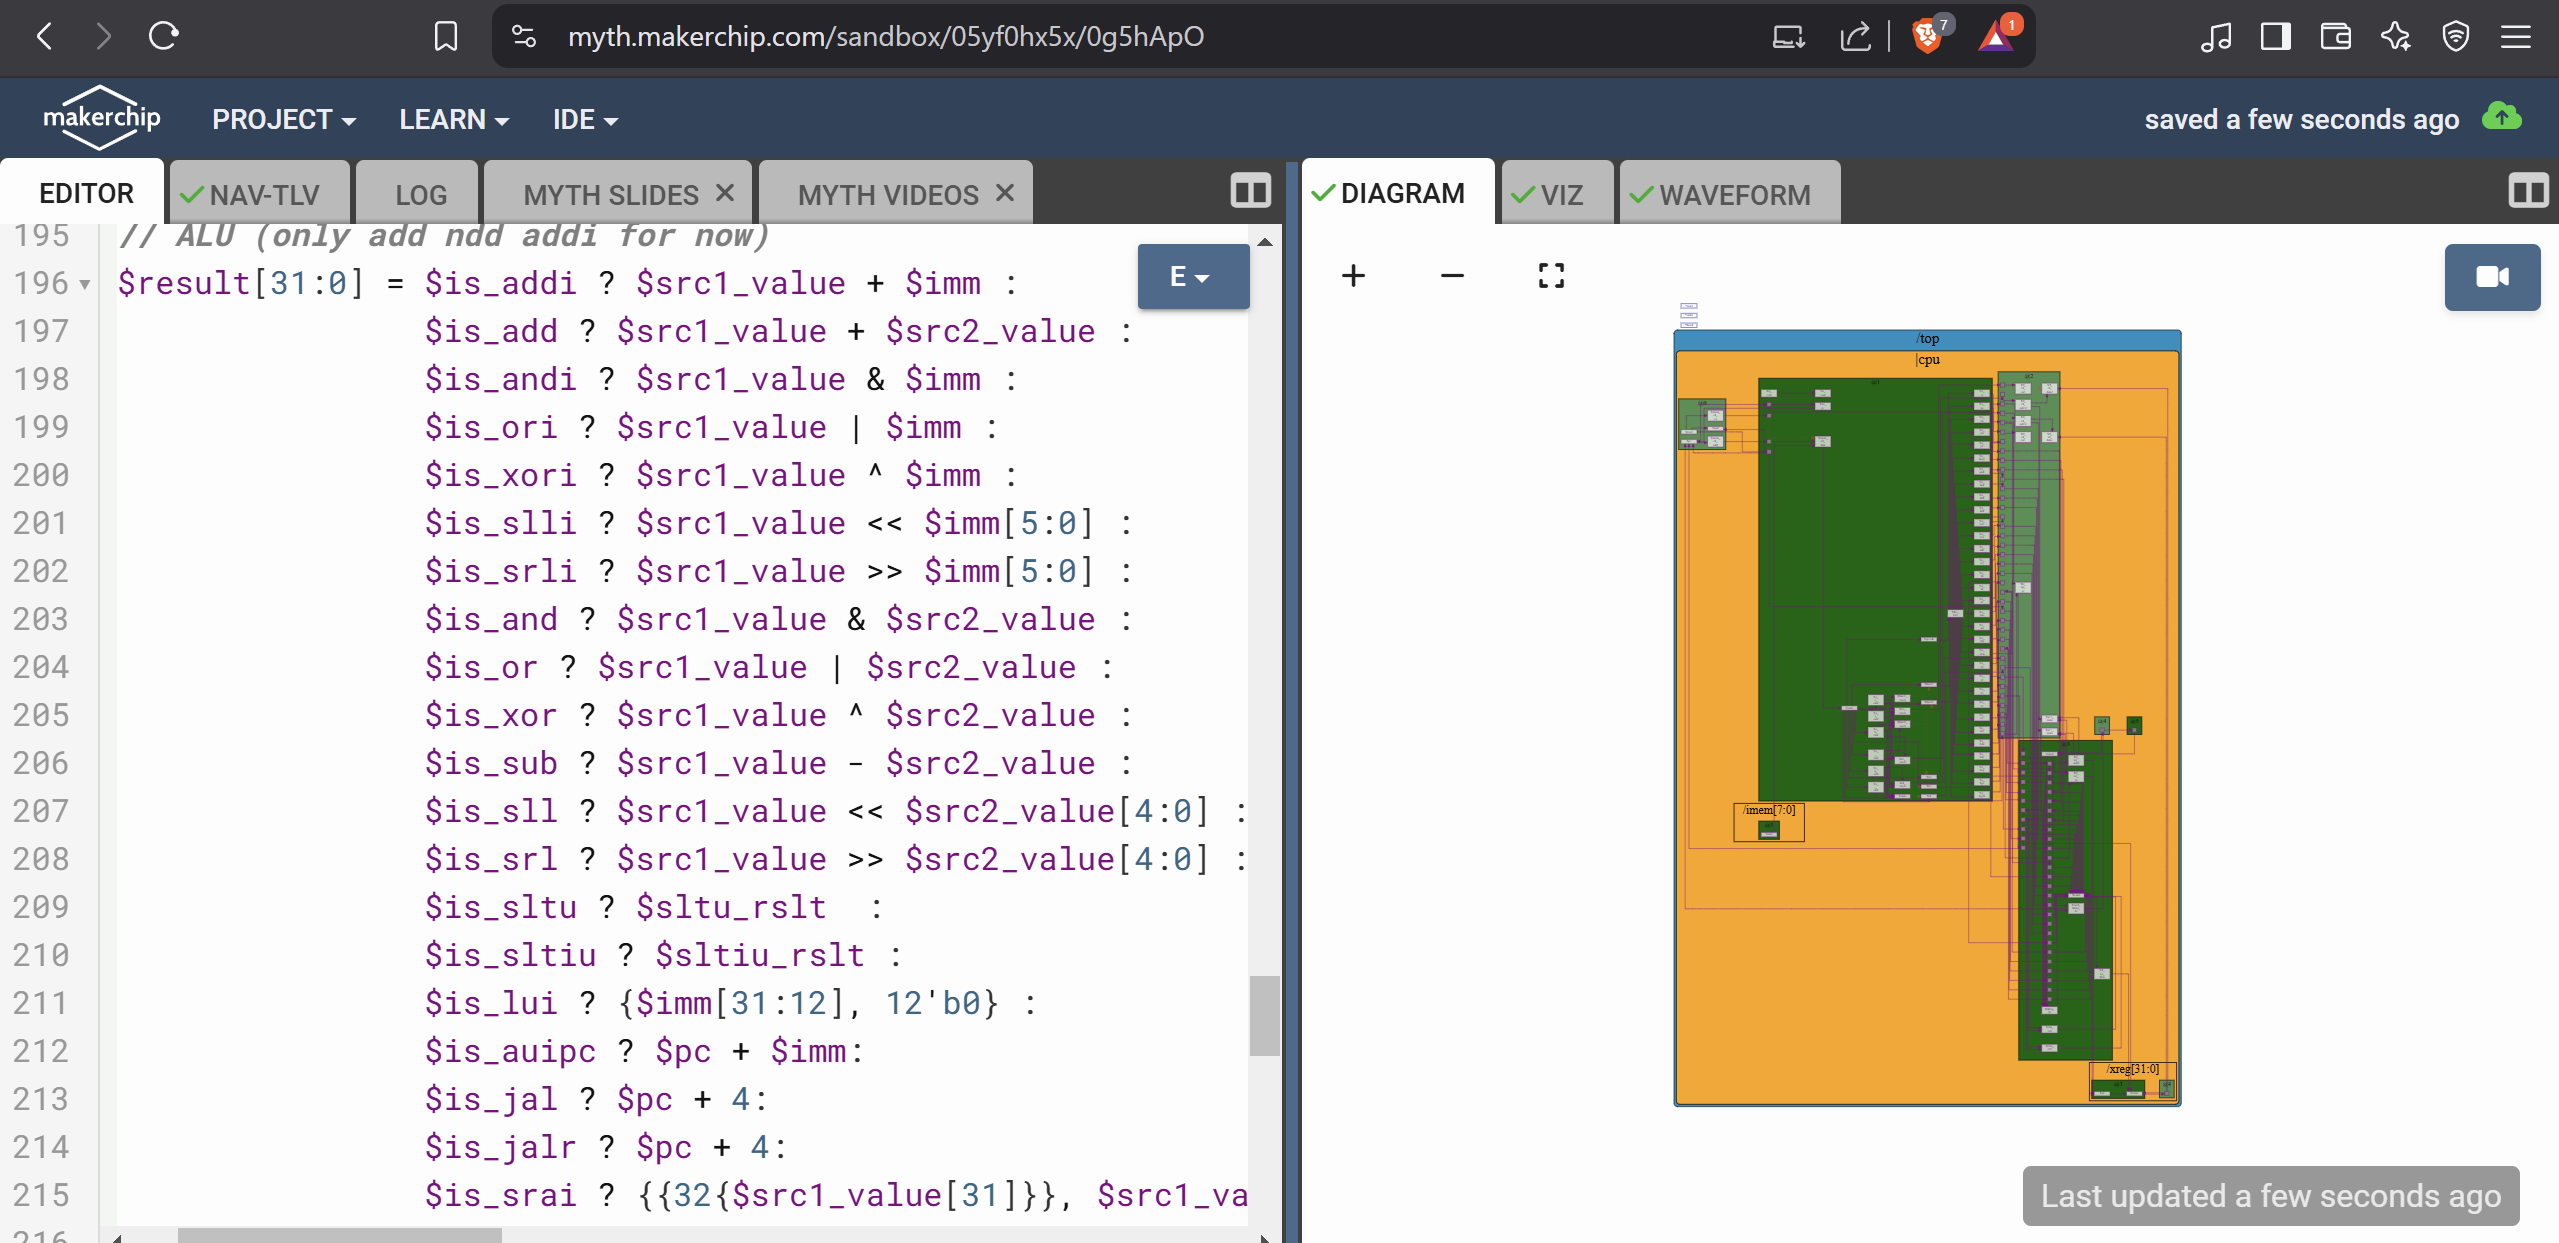 myth.makerchip.com/sandbox/05yf0hx5x/0g5hApO
7
1
makerchip
PROJECT
LEARN
IDE
saved a few seconds ago
EDITOR
NAV-TLV
LOG
MYTH SLIDES
MYTH VIDEOS
DIAGRAM
VIZ
WAVEFORM
E
195 // ALU (only add ndd addi for now)
196 $result[31:0] = $is_addi ? $src1_value + $imm :
197 $is_add ? $src1_value + $src2_value :
198 $is_andi ? $src1_value & $imm :
199 $is_ori ? $src1_value | $imm :
200 $is_xori ? $src1_value ^ $imm :
201 $is_slli ? $src1_value << $imm[5:0] :
202 $is_srli ? $src1_value >> $imm[5:0] :
203 $is_and ? $src1_value & $src2_value :
204 $is_or ? $src1_value | $src2_value :
205 $is_xor ? $src1_value ^ $src2_value :
206 $is_sub ? $src1_value - $src2_value :
207 $is_sll ? $src1_value << $src2_value[4:0] :
208 $is_srl ? $src1_value >> $src2_value[4:0] :
209 $is_sltu ? $sltu_rslt :
210 $is_sltiu ? $sltiu_rslt :
211 $is_lui ? {$imm[31:12], 12'b0} :
212 $is_auipc ? $pc + $imm:
213 $is_jal ? $pc + 4:
214 $is_jalr ? $pc + 4:
215 $is_srai ? {{32{$src1_value[31]}}, $src1_va
216
/top
|cpu
/imem[7:0]
/xreg[31:0]
Last updated a few seconds ago